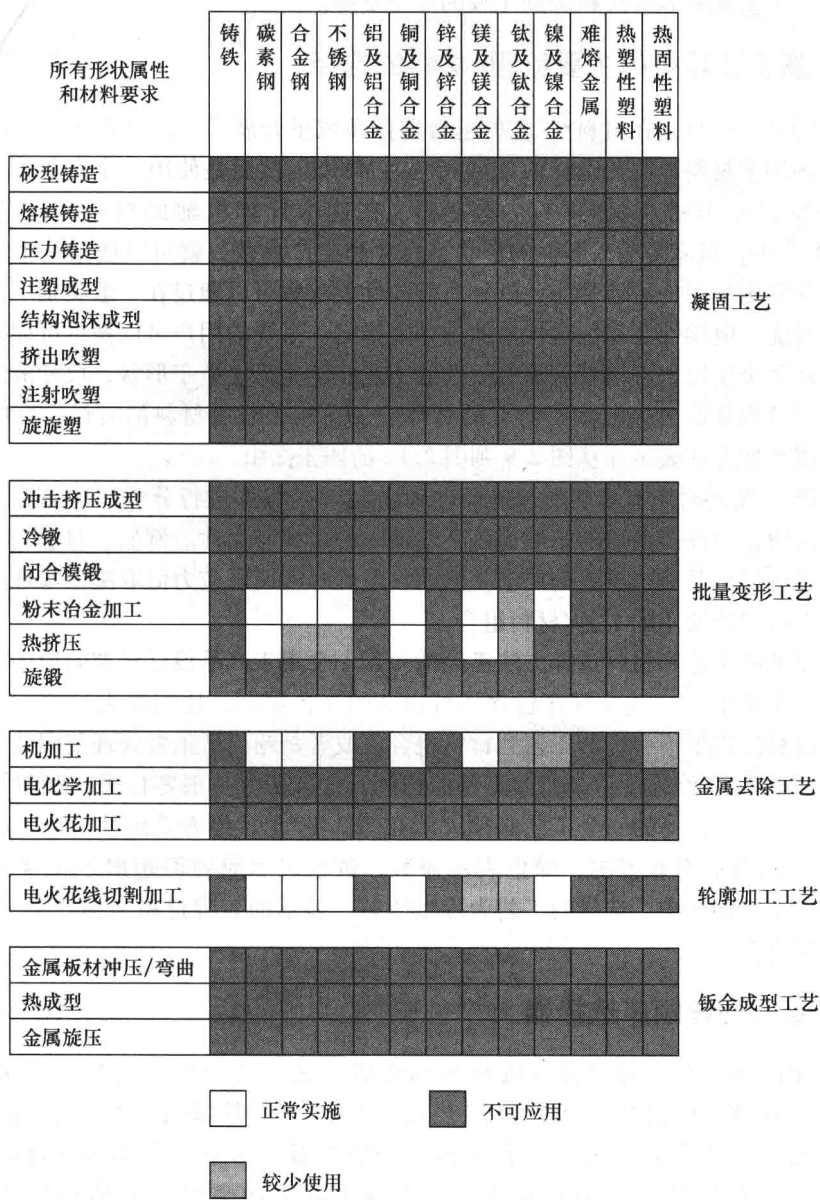 所有形状属性
和材料要求
铸铁
碳素钢
合金钢
不锈钢
铝及铝合金
铜及铜合金
锌及锌合金
镁及镁合金
钛及钛合金
镍及镍合金
难熔金属
热塑性塑料
热固性塑料
砂型铸造
熔模铸造
压力铸造
注塑成型
结构泡沫成型
挤出吹塑
注射吹塑
旋旋塑
凝固工艺
冲击挤压成型
冷镦
闭合模锻
粉末冶金加工
热挤压
旋锻
批量变形工艺
机加工
电化学加工
电火花加工
金属去除工艺
电火花线切割加工
轮廓加工工艺
金属板材冲压/弯曲
热成型
金属旋压
钣金成型工艺
正常实施
不可应用
较少使用